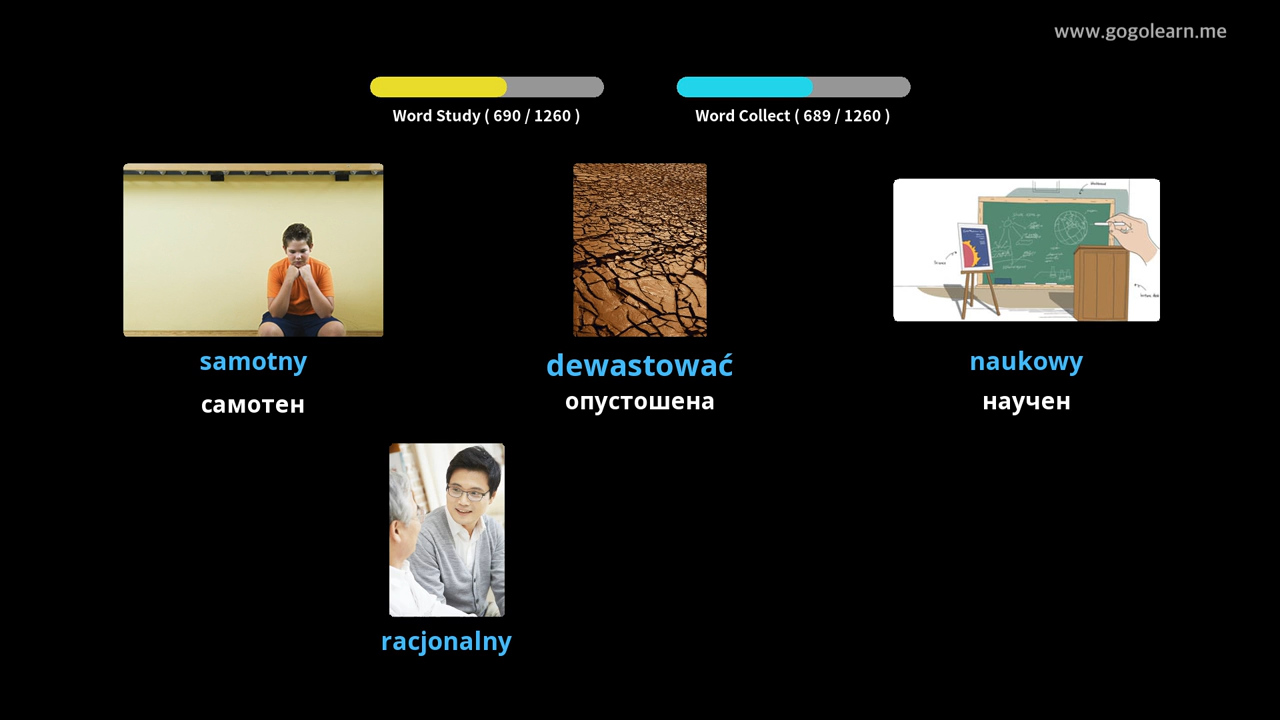 www.gogolearn.me
Word Study ( 690 / 1260 )
Word Collect ( 689 / 1260 )
samotny
dewastować
naukowy
самотен
опустошена
научен
racjonalny